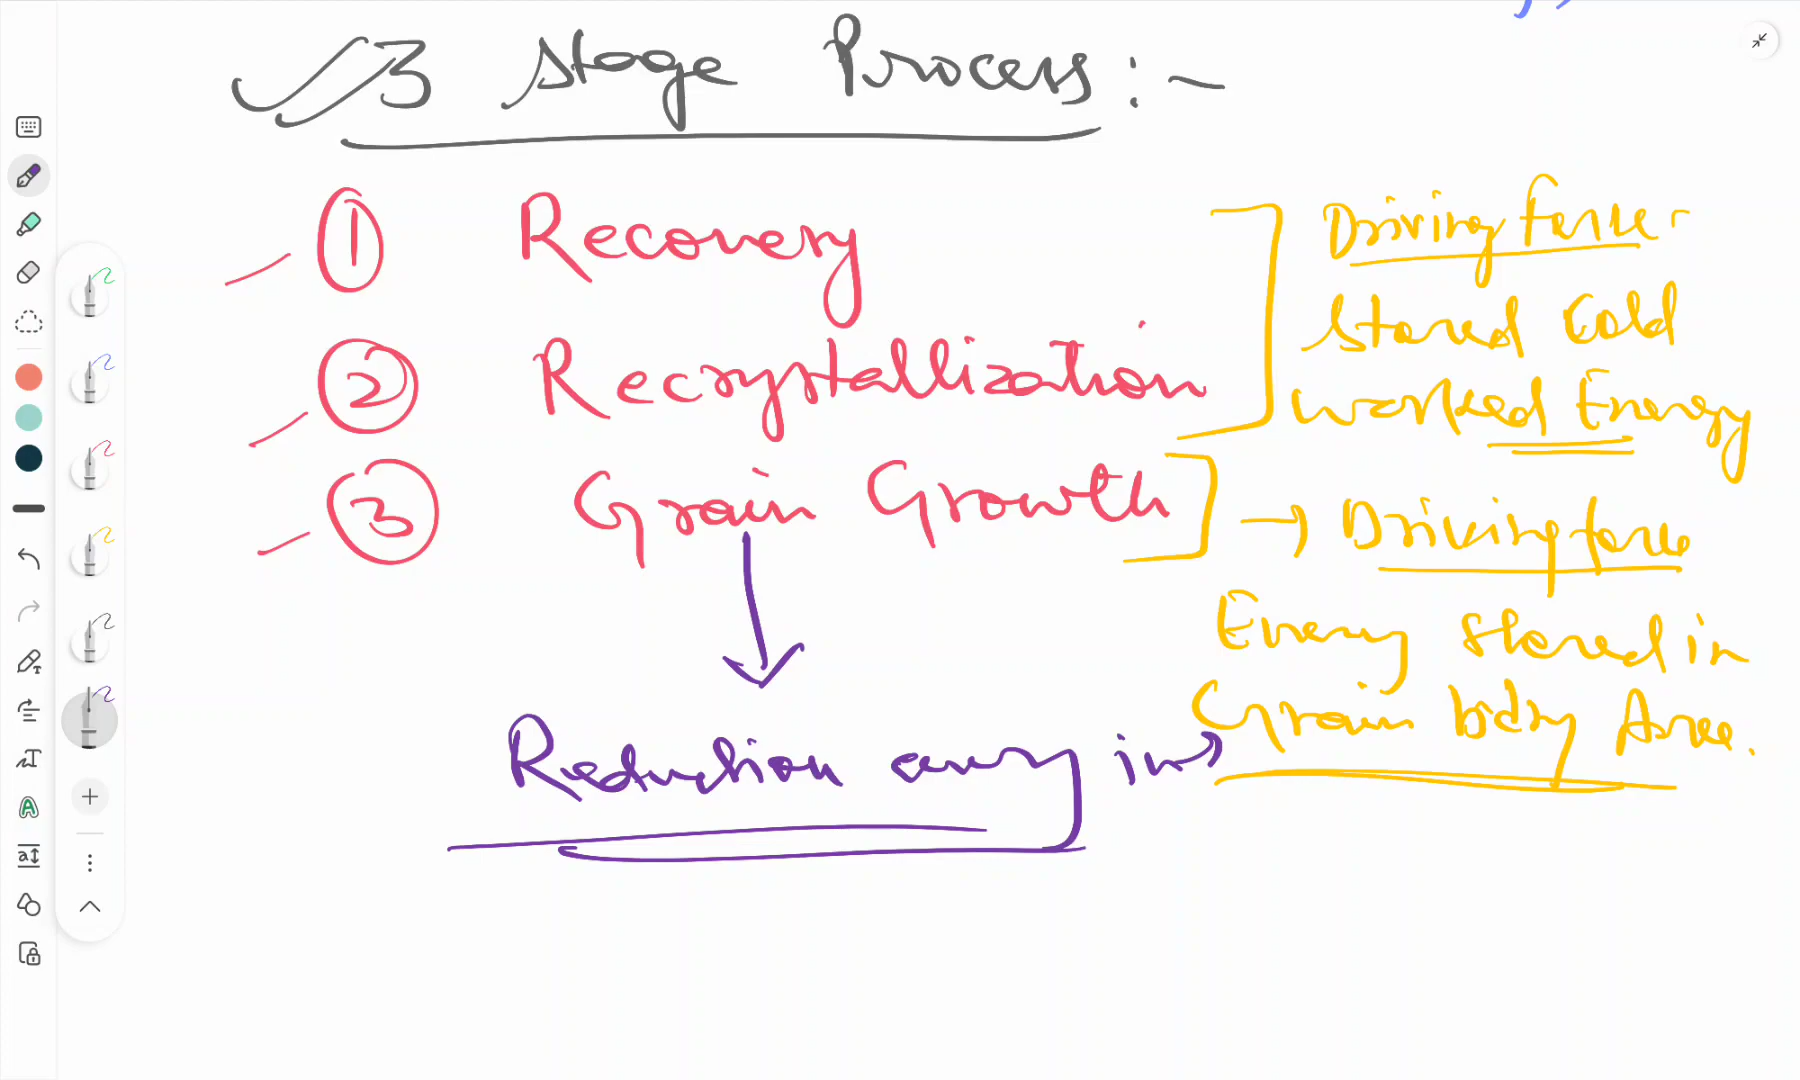 3 Stage Process :-
① Recovery
② Recrystallization
③ Grain Growth
Driving force -
Stored Cold
worked Energy
→ Driving force
Energy stored in
Grain bdry Area.
Reduction in